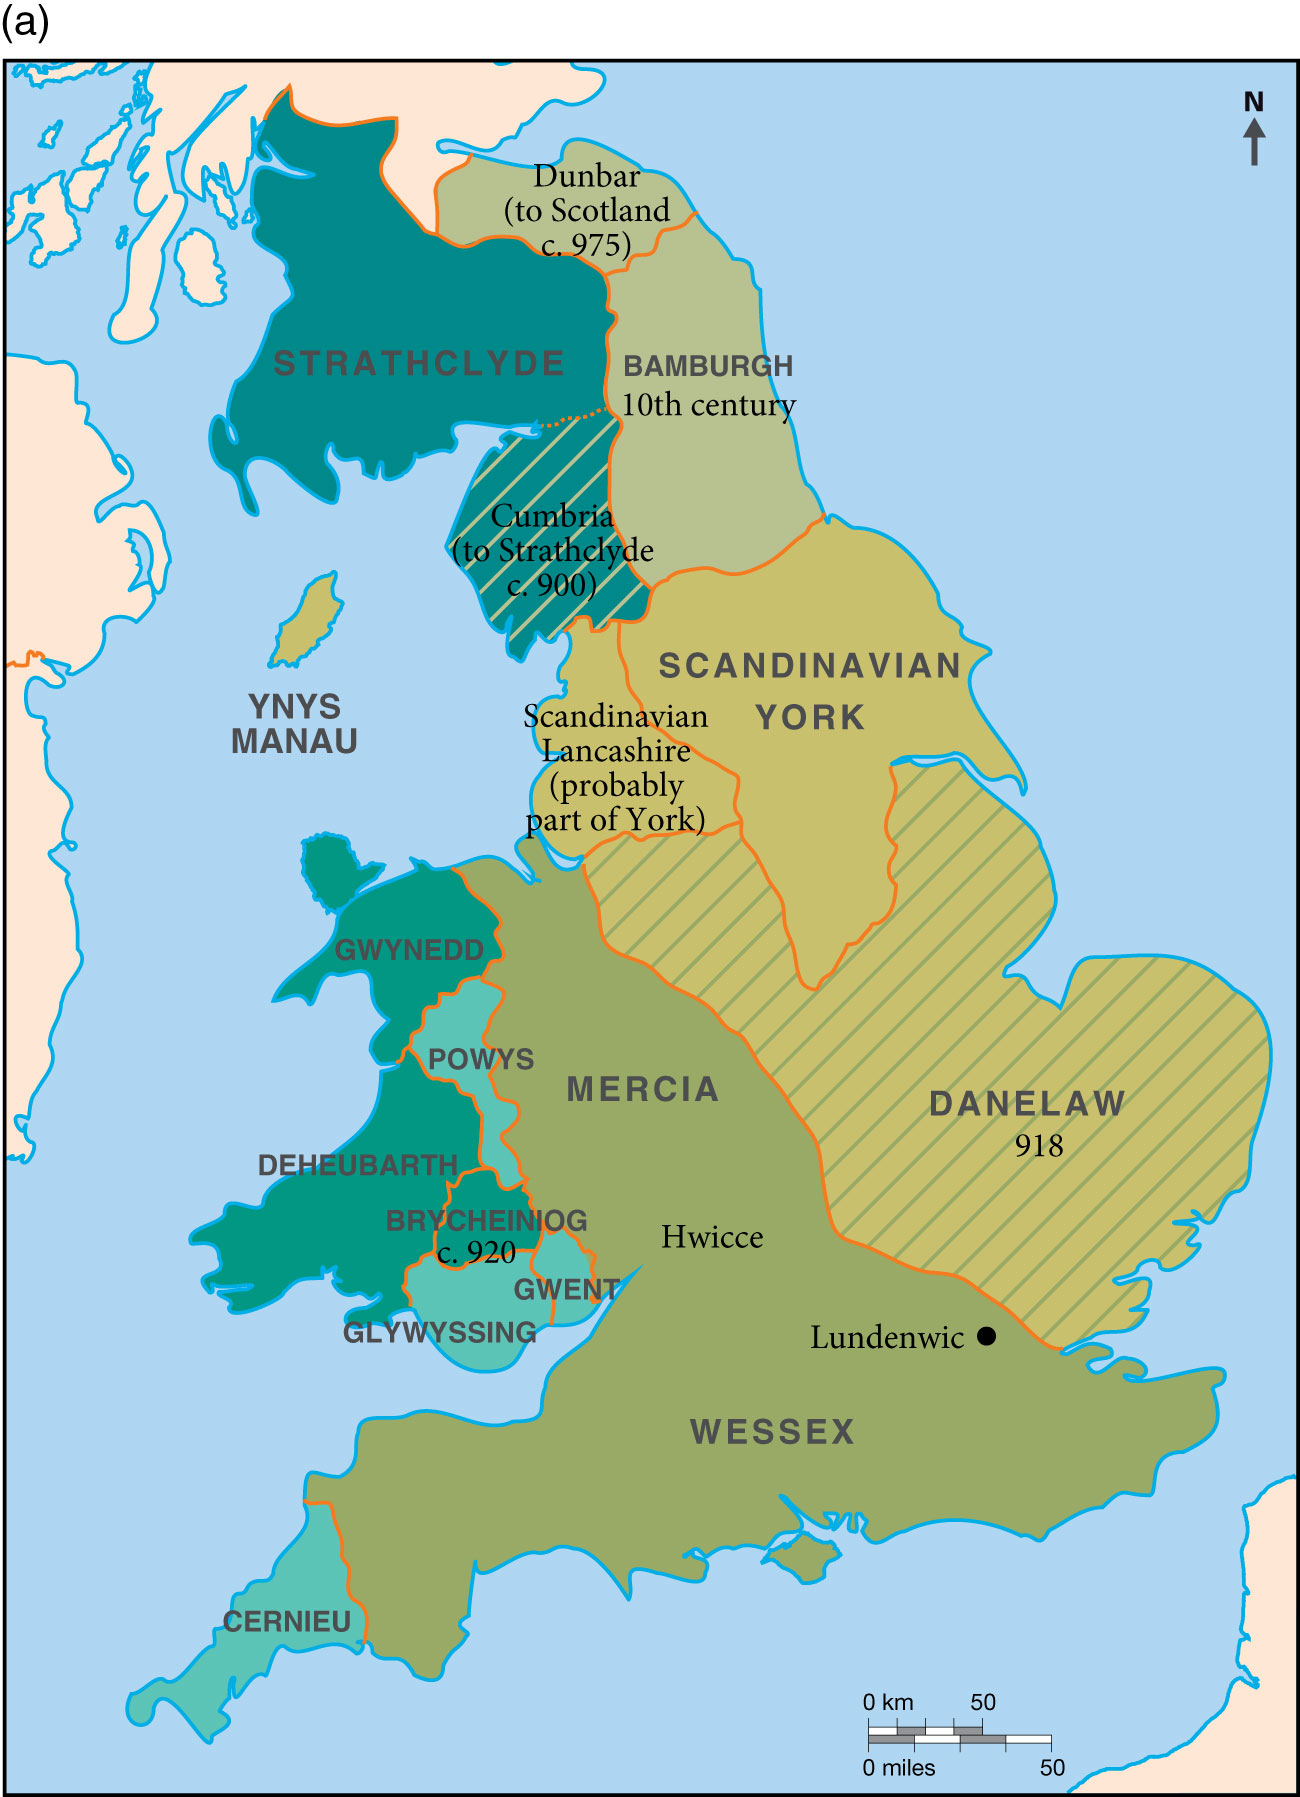 (a)
N
Dunbar
(to Scotland
c. 975)
STRATHCLYDE
BAMBURGH
10th century
Cumbria
(to Strathclyde
c. 900)
SCANDINAVIAN
YORK
YNYS
MANAU
Scandinavian
Lancashire
(probably
part of York)
GWYNEDD
POWYS
MERCIA
DANELAW
918
DEHEUBARTH
BRYCHEINIOG
c. 920
Hwicce
GWENT
GLYWYSSING
Lundenwic
WESSEX
CERNIEU
0 km 50
0 miles 50